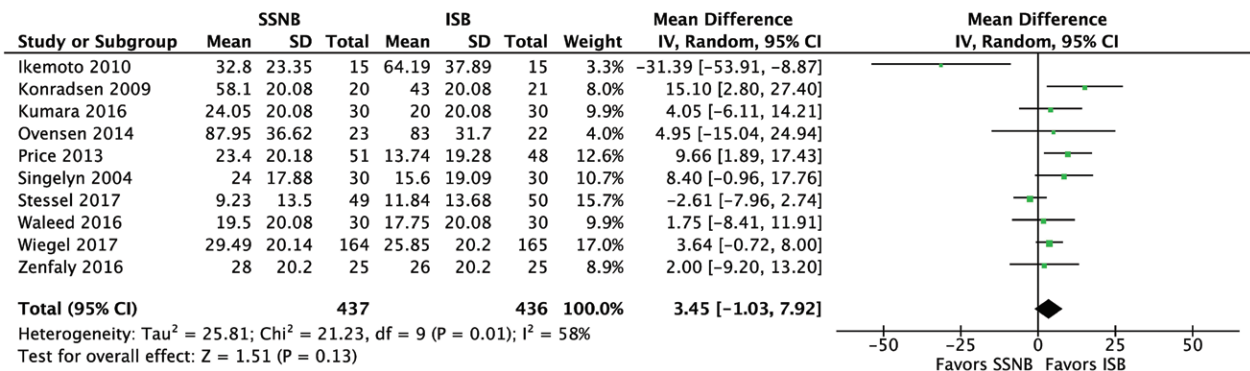 SSNB ISB Mean Difference Mean Difference
Study or Subgroup Mean SD Total Mean SD Total Weight IV, Random, 95% CI IV, Random, 95% CI
Ikemoto 2010 32.8 23.35 15 64.19 37.89 15 3.3% −31.39 [−53.91, −8.87]
Konradsen 2009 58.1 20.08 20 43 20.08 21 8.0% 15.10 [2.80, 27.40]
Kumara 2016 24.05 20.08 30 20 20.08 30 9.9% 4.05 [−6.11, 14.21]
Ovensen 2014 87.95 36.62 23 83 31.7 22 4.0% 4.95 [−15.04, 24.94]
Price 2013 23.4 20.18 51 13.74 19.28 48 12.6% 9.66 [1.89, 17.43]
Singelyn 2004 24 17.88 30 15.6 19.09 30 10.7% 8.40 [−0.96, 17.76]
Stessel 2017 9.23 13.5 49 11.84 13.68 50 15.7% −2.61 [−7.96, 2.74]
Waleed 2016 19.5 20.08 30 17.75 20.08 30 9.9% 1.75 [−8.41, 11.91]
Wiegel 2017 29.49 20.14 164 25.85 20.2 165 17.0% 3.64 [−0.72, 8.00]
Zenfaly 2016 28 20.2 25 26 20.2 25 8.9% 2.00 [−9.20, 13.20]
Total (95% CI) 437 436 100.0% 3.45 [−1.03, 7.92]
Heterogeneity: Tau² = 25.81; Chi² = 21.23, df = 9 (P = 0.01); I² = 58%
Test for overall effect: Z = 1.51 (P = 0.13)
−50 −25 0 25 50
Favors SSNB Favors ISB